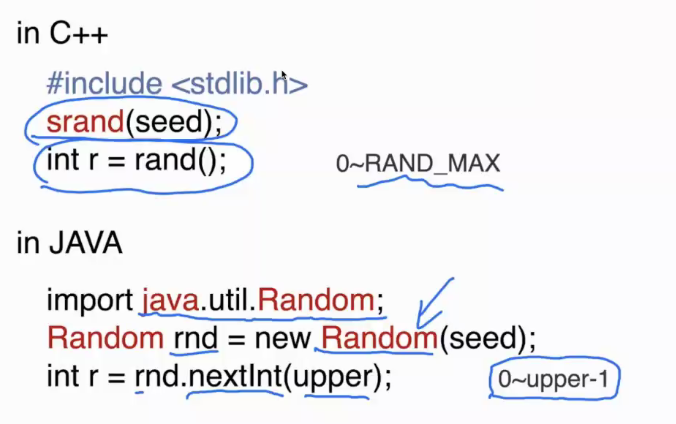 in C++
#include <stdlib.h>
srand(seed);
int r = rand(); 0~RAND_MAX
in JAVA
import java.util.Random;
Random rnd = new Random(seed);
int r = rnd.nextInt(upper); 0~upper-1